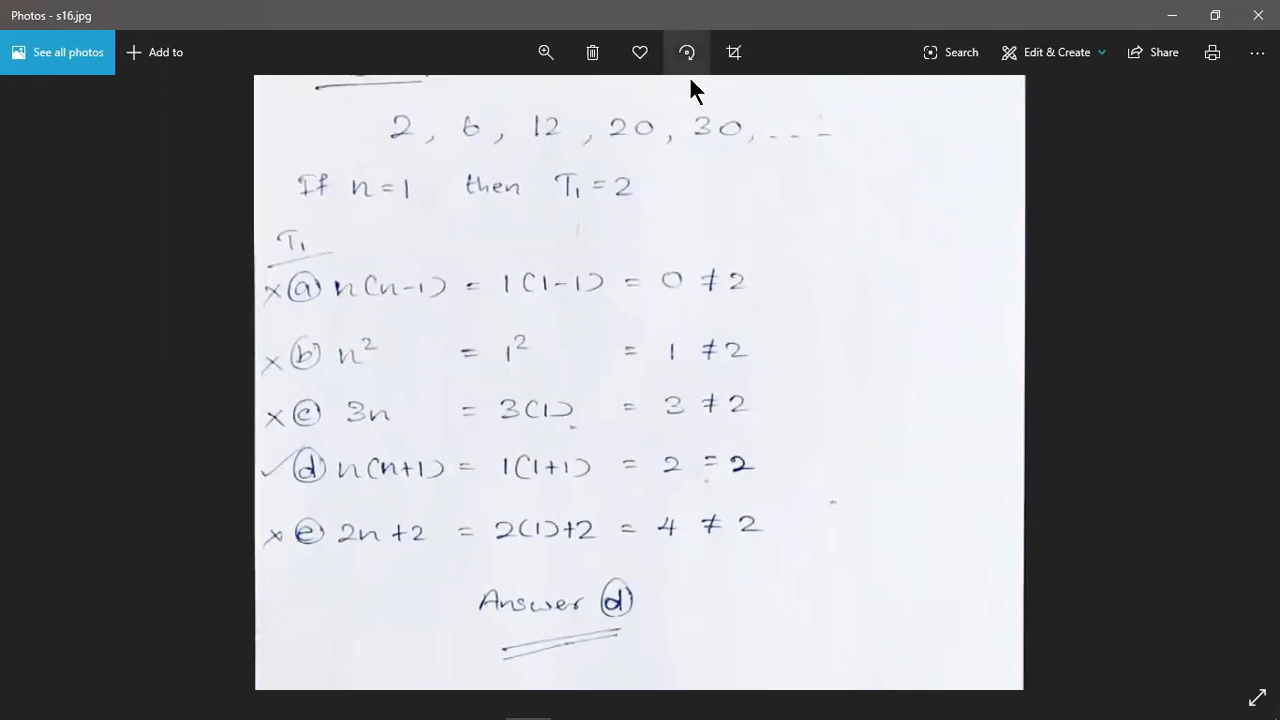 Photos - s16.jpg
See all photos
Add to
Search
Edit & Create
Share
2, 6, 12, 20, 30, ...
If n = 1 then T₁ = 2
T₁
× ⓐ n(n-1) = 1(1-1) = 0 ≠ 2
× ⓑ n² = 1² = 1 ≠ 2
× ⓒ 3n = 3(1) = 3 ≠ 2
✓ ⓓ n(n+1) = 1(1+1) = 2 = 2
× ⓔ 2n+2 = 2(1)+2 = 4 ≠ 2
Answer ⓓ